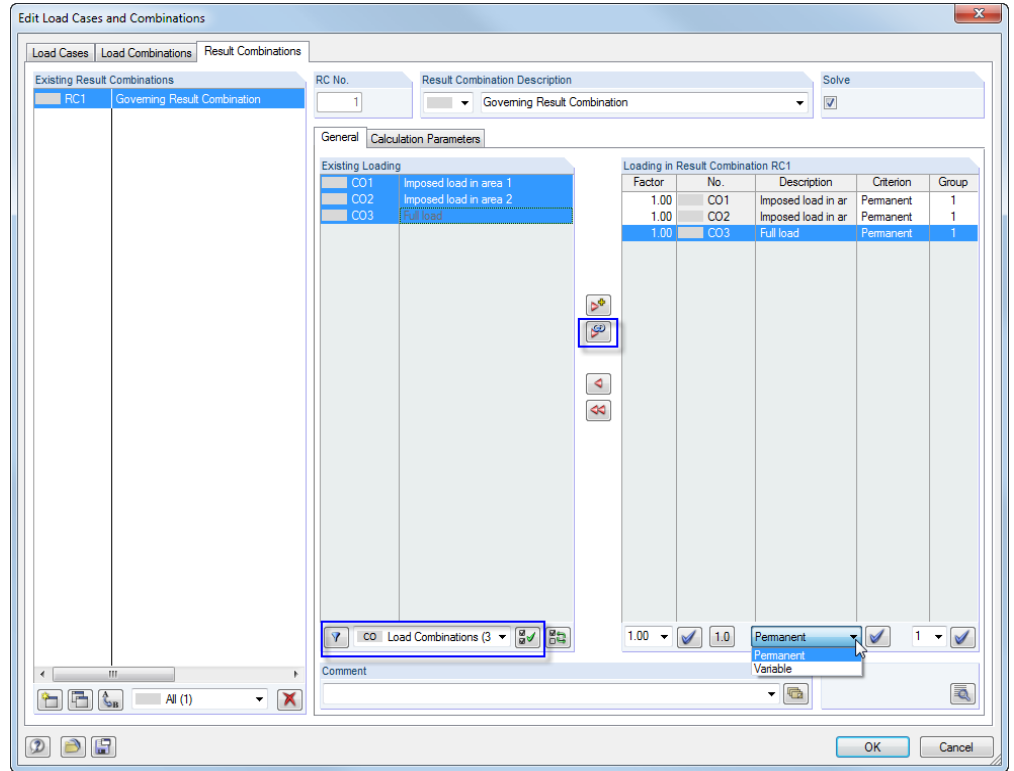 Edit Load Cases and Combinations
Load Cases Load Combinations Result Combinations
Existing Result Combinations
RC1 Governing Result Combination
RC No.
1
Result Combination Description
Governing Result Combination
Solve
General Calculation Parameters
Existing Loading
CO1 Imposed load in area 1
CO2 Imposed load in area 2
CO3 Full load
Loading in Result Combination RC1
Factor No. Description Criterion Group
1.00 CO1 Imposed load in ar Permanent 1
1.00 CO2 Imposed load in ar Permanent 1
1.00 CO3 Full load Permanent 1
CO Load Combinations (3
1.00 1.0 Permanent 1
Permanent
Variable
Comment
All (1)
OK Cancel